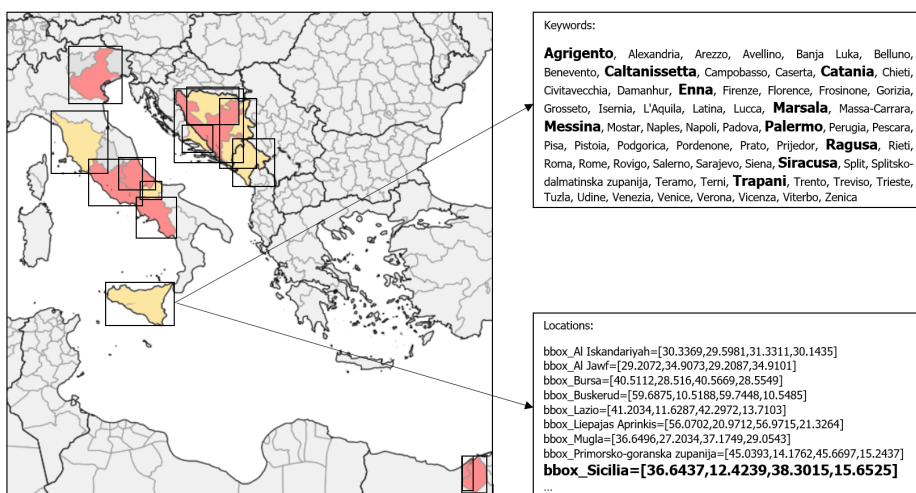 Keywords:
Agrigento, Alexandria, Arezzo, Avellino, Banja Luka, Belluno,
Benevento, Caltanissetta, Campobasso, Caserta, Catania, Chieti,
Civitavecchia, Damanhur, Enna, Firenze, Florence, Frosinone, Gorizia,
Grosseto, Isernia, L'Aquila, Latina, Lucca, Marsala, Massa-Carrara,
Messina, Mostar, Naples, Napoli, Padova, Palermo, Perugia, Pescara,
Pisa, Pistoia, Podgorica, Pordenone, Prato, Prijedor, Ragusa, Rieti,
Roma, Rome, Rovigo, Salerno, Sarajevo, Siena, Siracusa, Split, Splitsko-
dalmatinska zupanija, Teramo, Terni, Trapani, Trento, Treviso, Trieste,
Tuzla, Udine, Venezia, Venice, Verona, Vicenza, Viterbo, Zenica
Locations:
bbox_Al Iskandariyah=[30.3369,29.5981,31.3311,30.1435]
bbox_Al Jawf=[29.2072,34.9073,29.2087,34.9101]
bbox_Bursa=[40.5112,28.516,40.5669,28.5549]
bbox_Buskerud=[59.6875,10.5188,59.7448,10.5485]
bbox_Lazio=[41.2034,11.6287,42.2972,13.7103]
bbox_Liepajas Aprinkis=[56.0702,20.9712,56.9715,21.3264]
bbox_Mugla=[36.6496,27.2034,37.1749,29.0543]
bbox_Primorsko-goranska zupanija=[45.0393,14.1762,45.6697,15.2437]
bbox_Sicilia=[36.6437,12.4239,38.3015,15.6525]
...